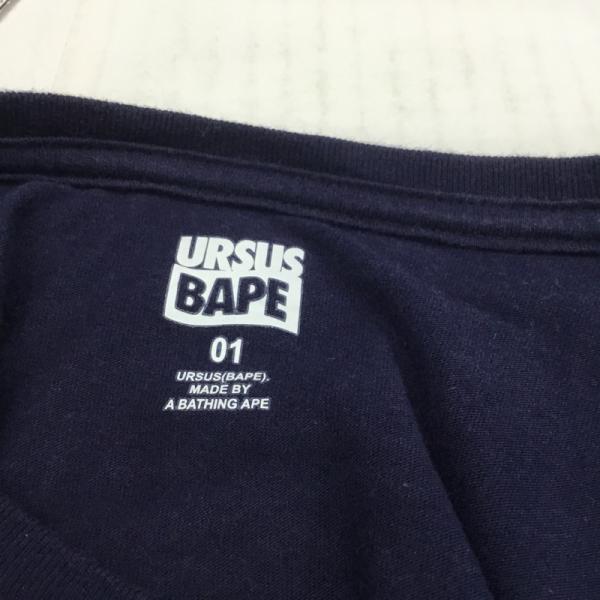 URSUS
BAPE
01
URSUS(BAPE).
MADE BY
A BATHING APE